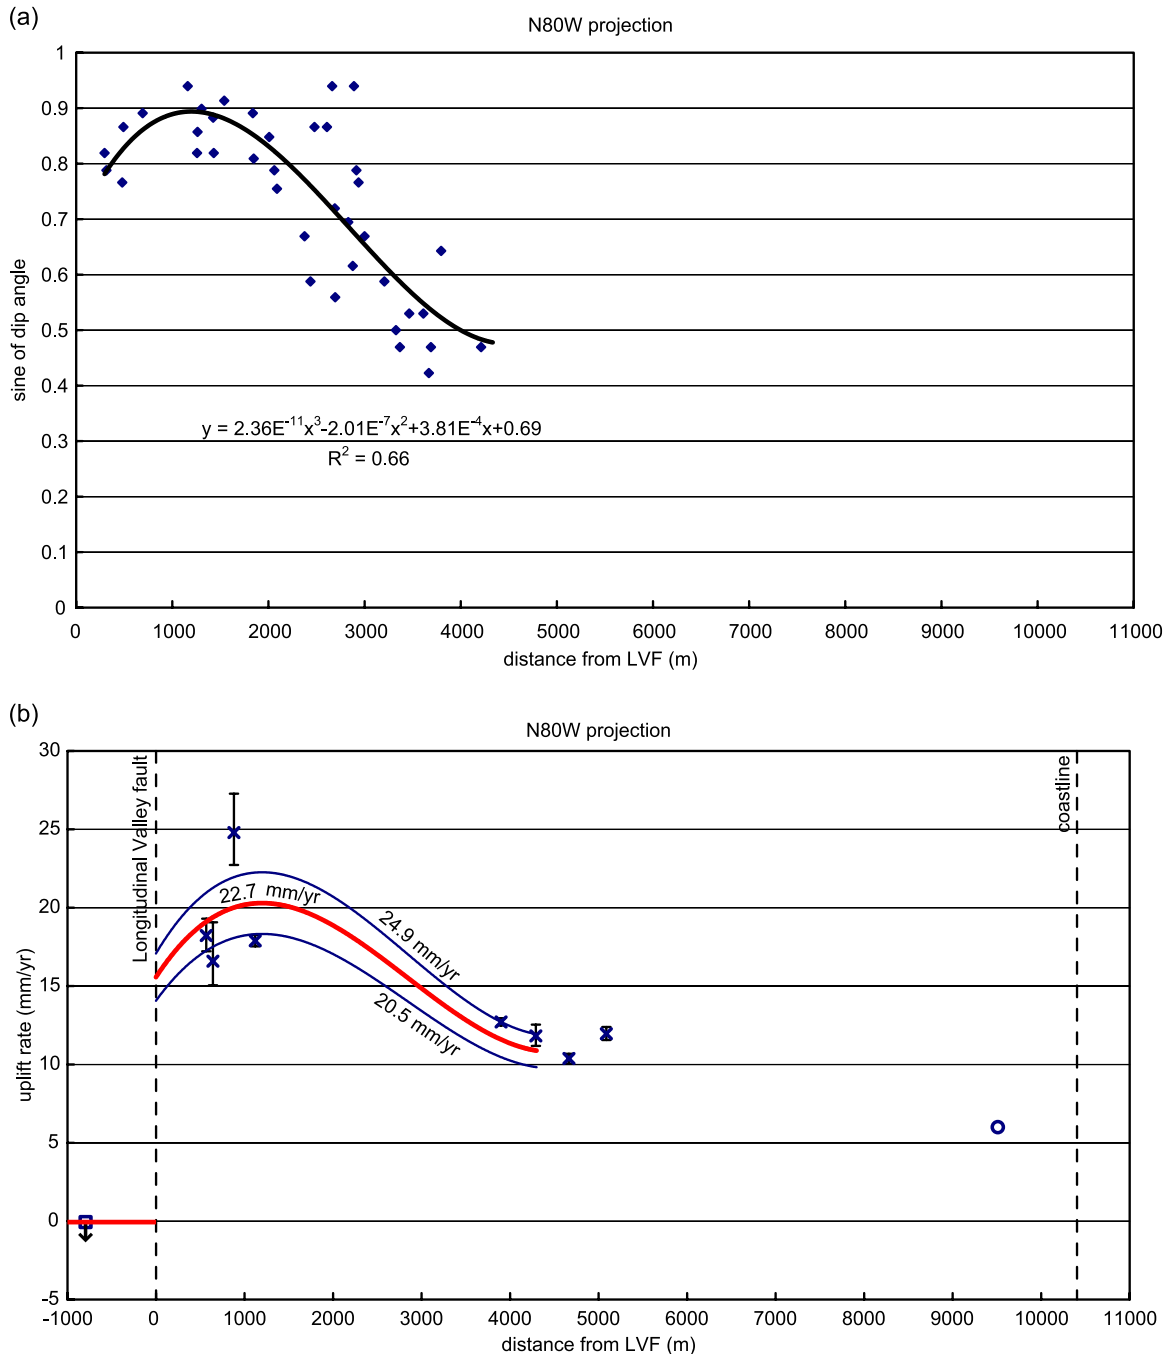 (a)
N80W projection
1
0.9
0.8
0.7
0.6
0.5
0.4
0.3
0.2
0.1
0
sine of dip angle
y = 2.36E⁻¹¹x³-2.01E⁻⁷x²+3.81E⁻⁴x+0.69
R² = 0.66
0 1000 2000 3000 4000 5000 6000 7000 8000 9000 10000 11000
distance from LVF (m)
(b)
N80W projection
30
25
20
15
10
5
0
-5
uplift rate (mm/yr)
Longitudinal Valley fault
coastline
22.7 mm/yr
24.9 mm/yr
20.5 mm/yr
-1000 0 1000 2000 3000 4000 5000 6000 7000 8000 9000 10000 11000
distance from LVF (m)